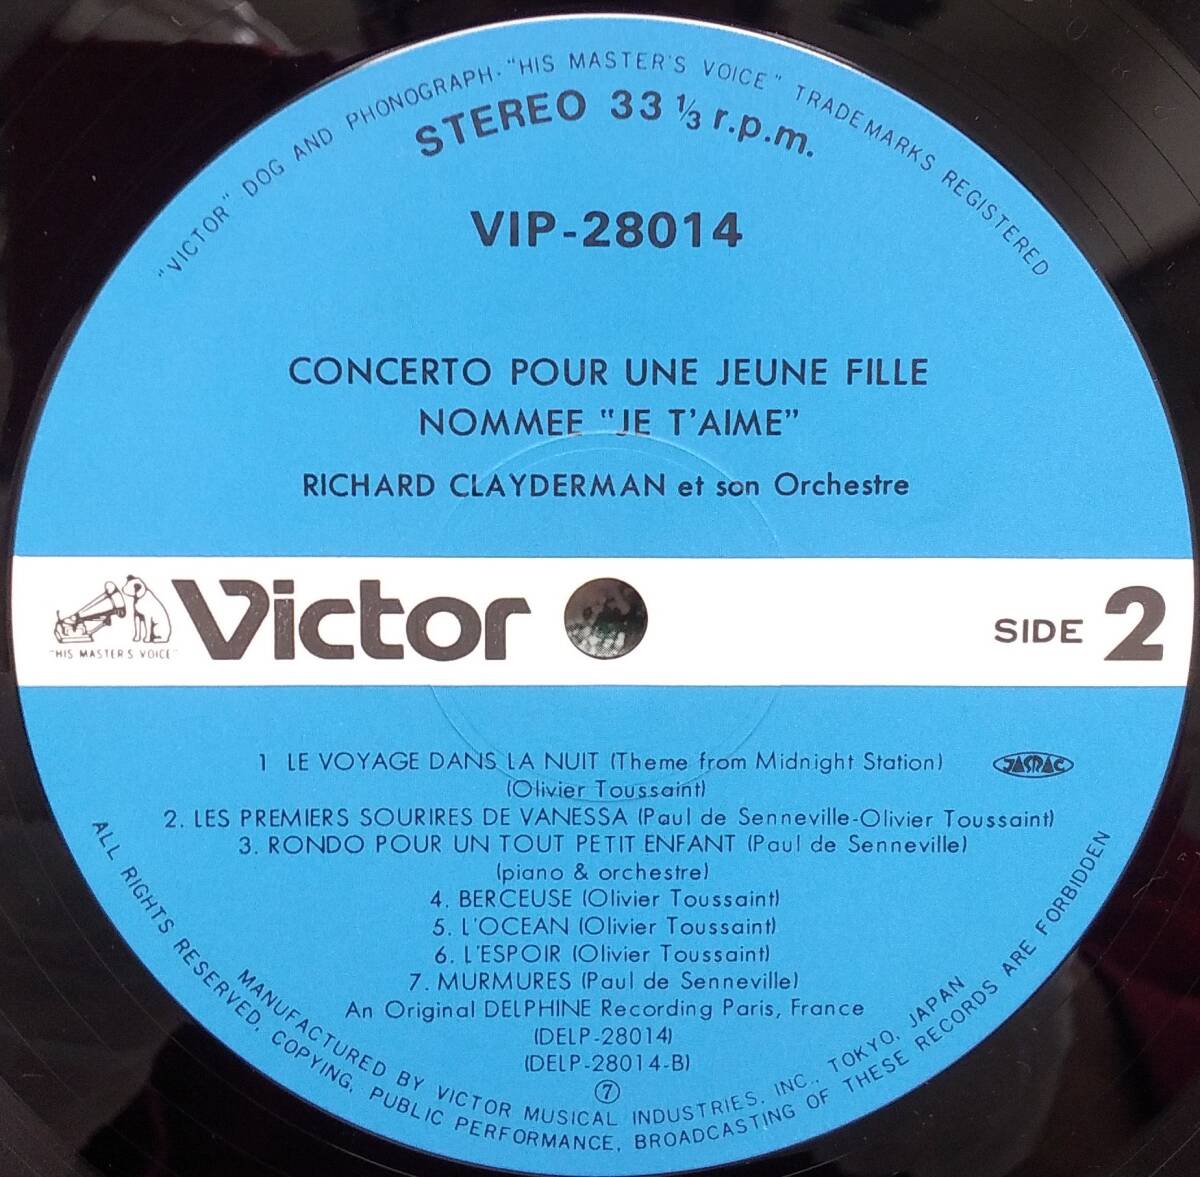 "VICTOR" DOG AND PHONOGRAPH. "HIS MASTER'S VOICE" TRADEMARKS REGISTERED
STEREO 33 1/3 r.p.m.
VIP-28014
CONCERTO POUR UNE JEUNE FILLE
NOMMEE "JE T'AIME"
RICHARD CLAYDERMAN et son Orchestre
"HIS MASTER'S VOICE"
Victor
SIDE 2
1 LE VOYAGE DANS LA NUIT (Theme from Midnight Station)
JASRAC
(Olivier Toussaint)
2. LES PREMIERS SOURIRES DE VANESSA (Paul de Senneville-Olivier Toussaint)
3. RONDO POUR UN TOUT PETIT ENFANT (Paul de Senneville)
(piano & orchestre)
4. BERCEUSE (Olivier Toussaint)
5. L'OCEAN (Olivier Toussaint)
6. L'ESPOIR (Olivier Toussaint)
7. MURMURES (Paul de Senneville)
An Original DELPHINE Recording Paris, France
(DELP-28014)
(DELP-28014-B)
⑦
MANUFACTURED BY VICTOR MUSICAL INDUSTRIES, INC., TOKYO, JAPAN
ALL RIGHTS RESERVED, COPYING, PUBLIC PERFORMANCE, BROADCASTING OF THESE RECORDS ARE FORBIDDEN